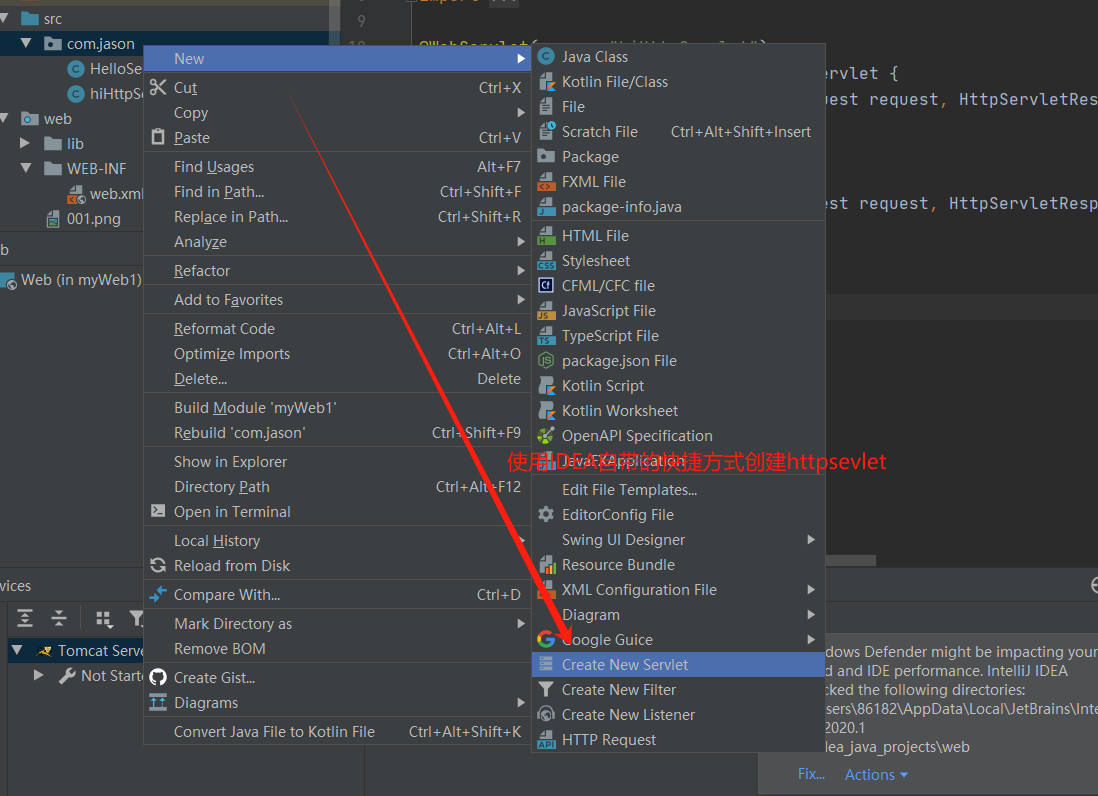 src
com.jason
HelloSe
hiHttpSe
web
lib
WEB-INF
web.xml
001.png
b
Web (in myWeb1)
vices
Tomcat Serve
Not Starte
9
New
Cut Ctrl+X
Copy
Paste Ctrl+V
Find Usages Alt+F7
Find in Path... Ctrl+Shift+F
Replace in Path... Ctrl+Shift+R
Analyze
Refactor
Add to Favorites
Reformat Code Ctrl+Alt+L
Optimize Imports Ctrl+Alt+O
Delete... Delete
Build Module 'myWeb1'
Rebuild 'com.jason' Ctrl+Shift+F9
Show in Explorer
Directory Path Ctrl+Alt+F12
Open in Terminal
Local History
Reload from Disk
Compare With... Ctrl+D
Mark Directory as
Remove BOM
Create Gist...
Diagrams
Convert Java File to Kotlin File Ctrl+Alt+Shift+K
Java Class
Kotlin File/Class
File
Scratch File Ctrl+Alt+Shift+Insert
Package
FXML File
package-info.java
HTML File
Stylesheet
CFML/CFC file
JavaScript File
TypeScript File
package.json File
Kotlin Script
Kotlin Worksheet
OpenAPI Specification
JavaFXApplication
使用IDEA自带的快捷方式创建httpsevlet
Edit File Templates...
EditorConfig File
Swing UI Designer
Resource Bundle
XML Configuration File
Diagram
Google Guice
Create New Servlet
Create New Filter
Create New Listener
HTTP Request
rvlet {
uest request, HttpServletRes
est request, HttpServletResp
dows Defender might be impacting your
d and IDE performance. IntelliJ IDEA
cked the following directories:
sers\86182\AppData\Local\JetBrains\Inte
2020.1
dea_java_projects\web
Fix... Actions